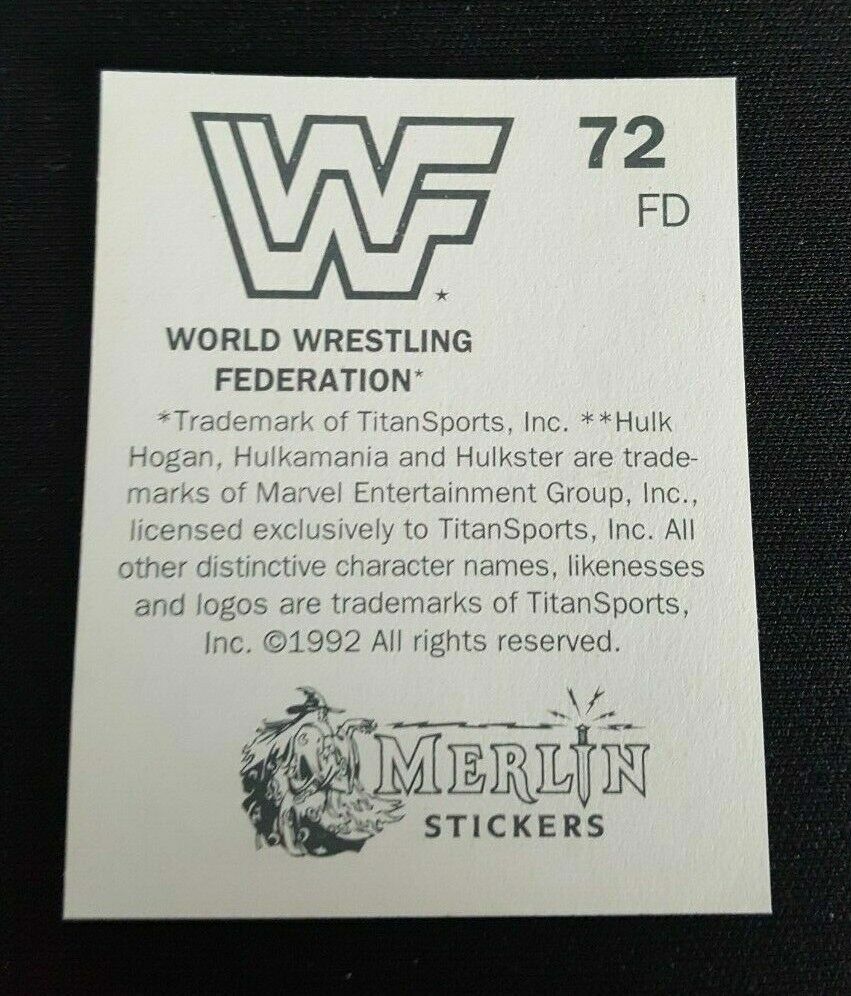 WF
72
FD
WORLD WRESTLING
FEDERATION*
*Trademark of TitanSports, Inc. **Hulk
Hogan, Hulkamania and Hulkster are trade-
marks of Marvel Entertainment Group, Inc.,
licensed exclusively to TitanSports, Inc. All
other distinctive character names, likenesses
and logos are trademarks of TitanSports,
Inc. ©1992 All rights reserved.
MERLIN
STICKERS